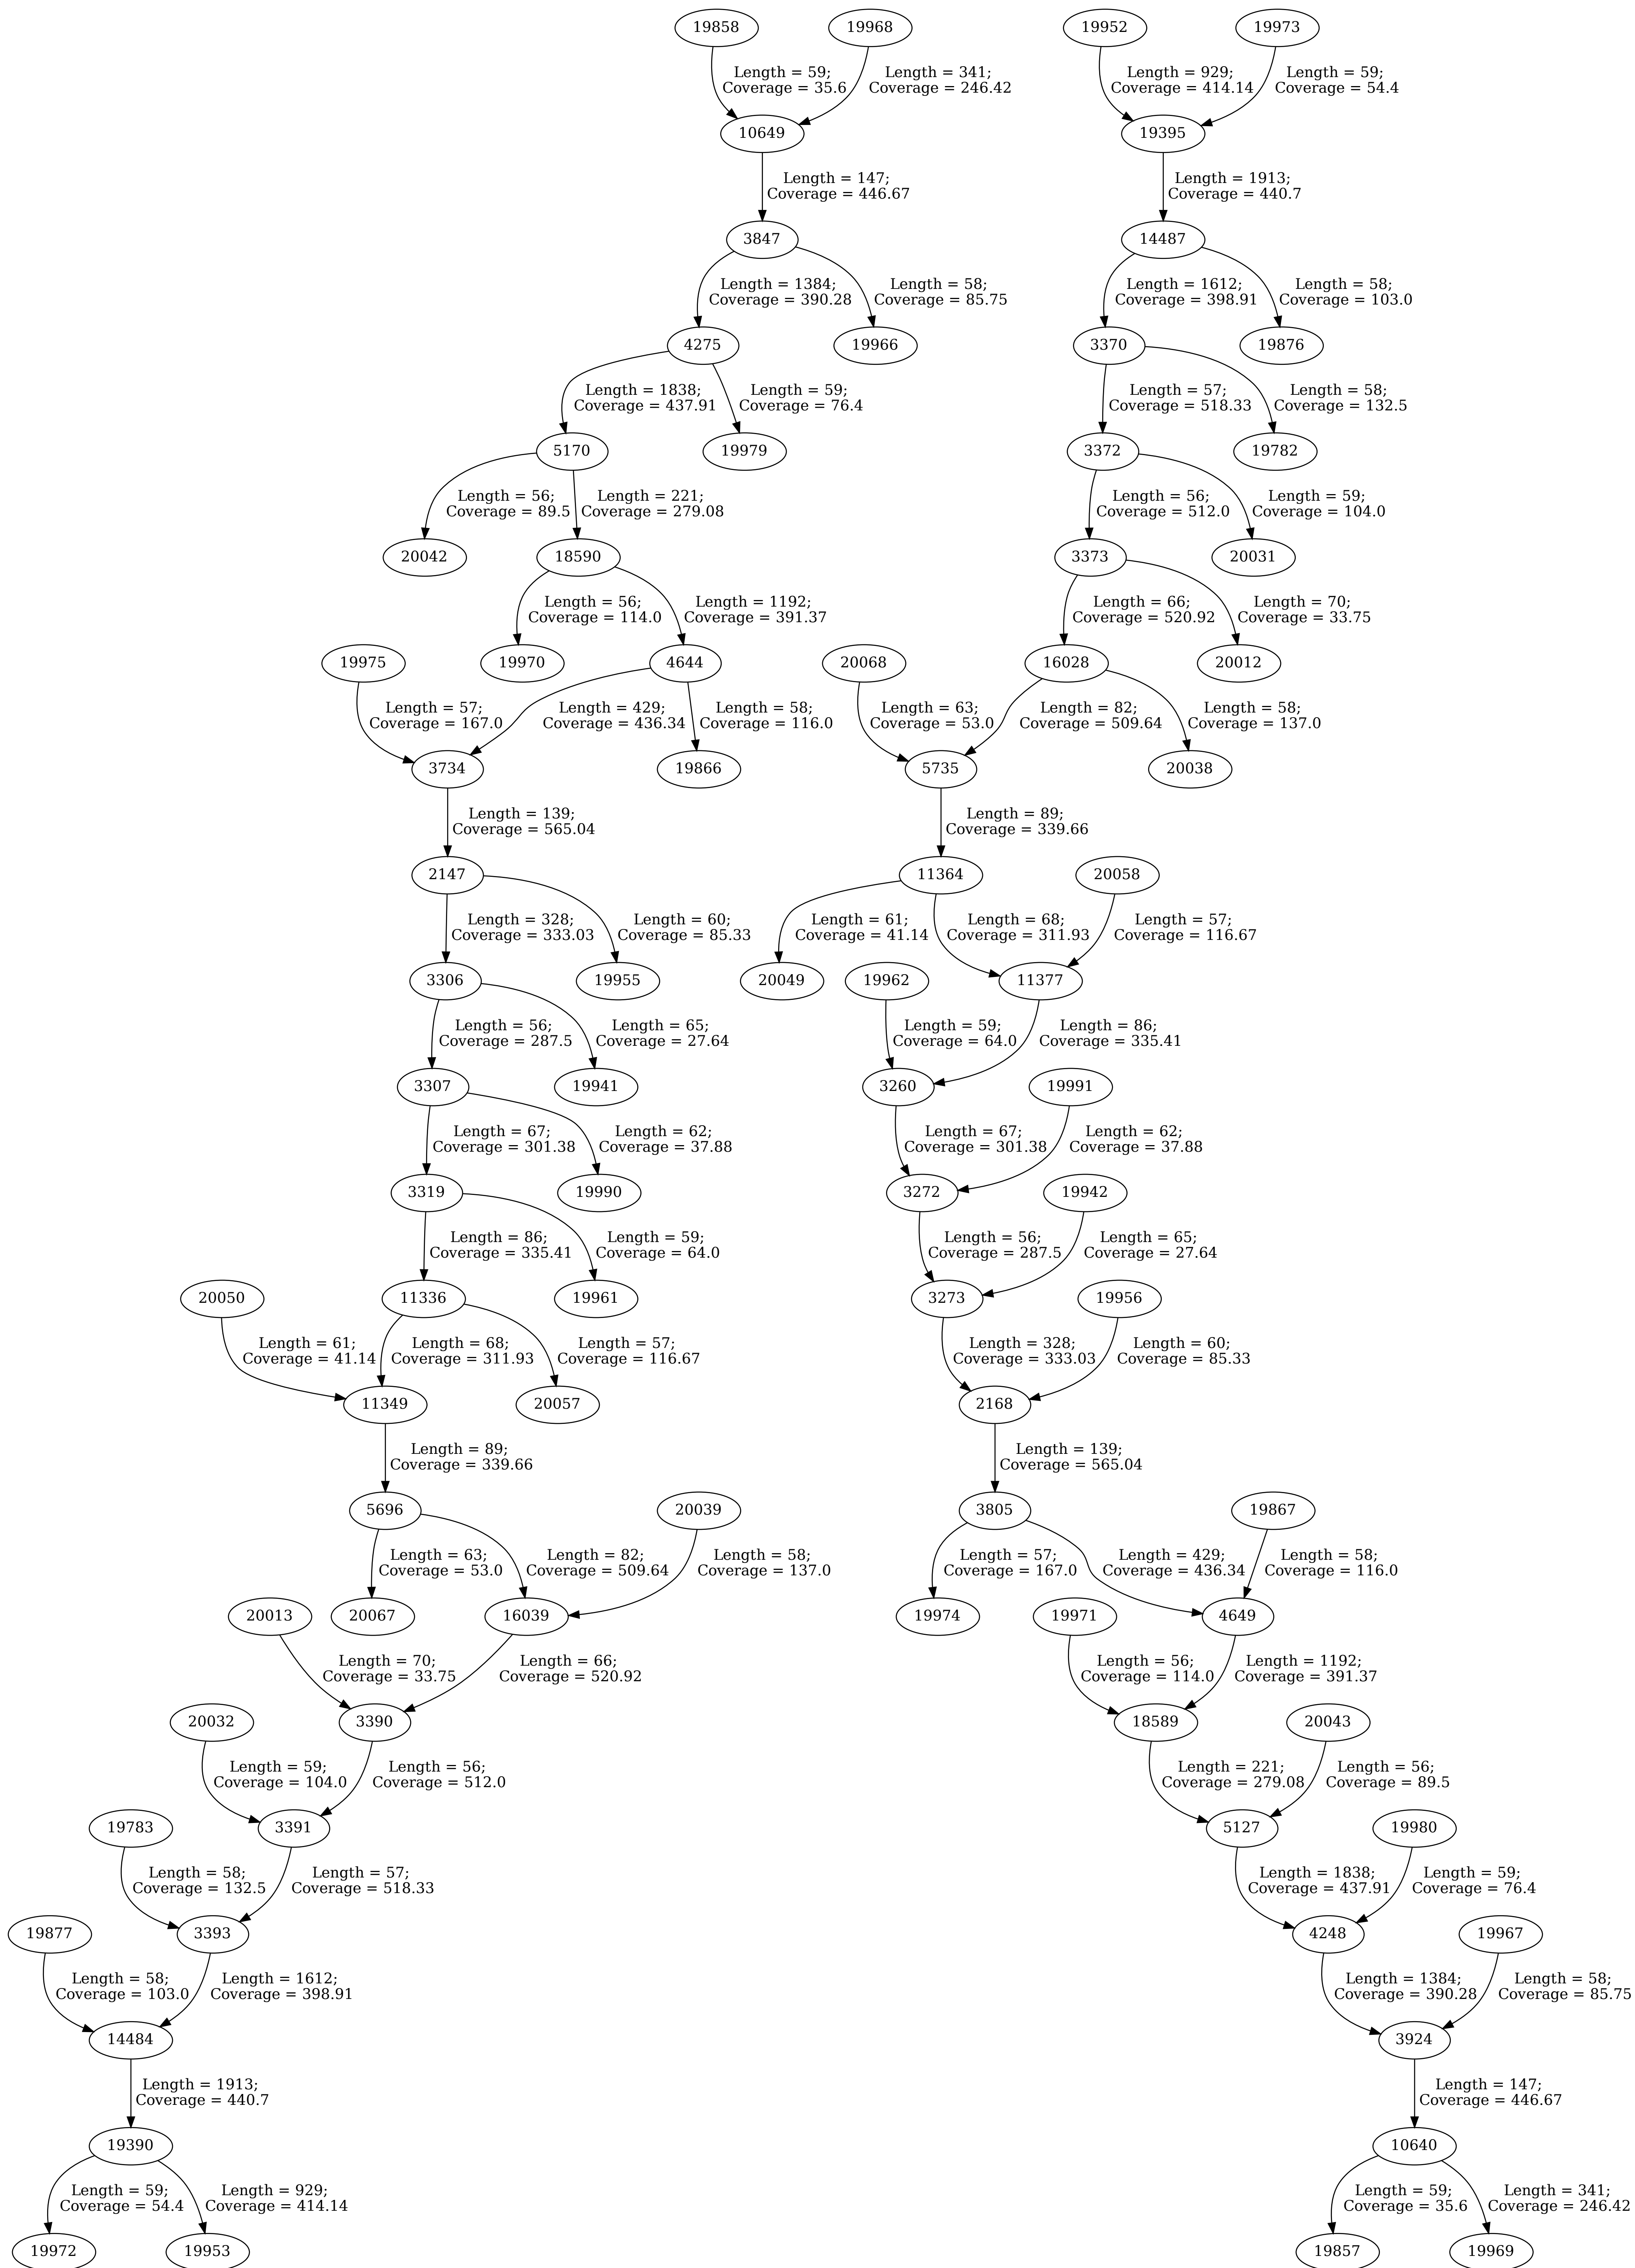 19858
19968
19952
19973
Length = 59;
Coverage = 35.6
Length = 341;
Coverage = 246.42
Length = 929;
Coverage = 414.14
Length = 59;
Coverage = 54.4
10649
19395
Length = 147;
Coverage = 446.67
Length = 1913;
Coverage = 440.7
3847
14487
Length = 1384;
Coverage = 390.28
Length = 58;
Coverage = 85.75
Length = 1612;
Coverage = 398.91
Length = 58;
Coverage = 103.0
4275
19966
3370
19876
Length = 1838;
Coverage = 437.91
Length = 59;
Coverage = 76.4
Length = 57;
Coverage = 518.33
Length = 58;
Coverage = 132.5
5170
19979
3372
19782
Length = 56;
Coverage = 89.5
Length = 221;
Coverage = 279.08
Length = 56;
Coverage = 512.0
Length = 59;
Coverage = 104.0
20042
18590
3373
20031
Length = 56;
Coverage = 114.0
Length = 1192;
Coverage = 391.37
Length = 66;
Coverage = 520.92
Length = 70;
Coverage = 33.75
19975
19970
4644
20068
16028
20012
Length = 57;
Coverage = 167.0
Length = 429;
Coverage = 436.34
Length = 58;
Coverage = 116.0
Length = 63;
Coverage = 53.0
Length = 82;
Coverage = 509.64
Length = 58;
Coverage = 137.0
3734
19866
5735
20038
Length = 139;
Coverage = 565.04
Length = 89;
Coverage = 339.66
2147
11364
20058
Length = 328;
Coverage = 333.03
Length = 60;
Coverage = 85.33
Length = 61;
Coverage = 41.14
Length = 68;
Coverage = 311.93
Length = 57;
Coverage = 116.67
3306
19955
20049
19962
11377
Length = 56;
Coverage = 287.5
Length = 65;
Coverage = 27.64
Length = 59;
Coverage = 64.0
Length = 86;
Coverage = 335.41
3307
19941
3260
19991
Length = 67;
Coverage = 301.38
Length = 62;
Coverage = 37.88
Length = 67;
Coverage = 301.38
Length = 62;
Coverage = 37.88
3319
19990
3272
19942
Length = 86;
Coverage = 335.41
Length = 59;
Coverage = 64.0
Length = 56;
Coverage = 287.5
Length = 65;
Coverage = 27.64
20050
11336
19961
3273
19956
Length = 61;
Coverage = 41.14
Length = 68;
Coverage = 311.93
Length = 57;
Coverage = 116.67
Length = 328;
Coverage = 333.03
Length = 60;
Coverage = 85.33
11349
20057
2168
Length = 89;
Coverage = 339.66
Length = 139;
Coverage = 565.04
5696
20039
3805
19867
Length = 63;
Coverage = 53.0
Length = 82;
Coverage = 509.64
Length = 58;
Coverage = 137.0
Length = 57;
Coverage = 167.0
Length = 429;
Coverage = 436.34
Length = 58;
Coverage = 116.0
20013
20067
16039
19974
19971
4649
Length = 70;
Coverage = 33.75
Length = 66;
Coverage = 520.92
Length = 56;
Coverage = 114.0
Length = 1192;
Coverage = 391.37
20032
3390
18589
20043
Length = 59;
Coverage = 104.0
Length = 56;
Coverage = 512.0
Length = 221;
Coverage = 279.08
Length = 56;
Coverage = 89.5
19783
3391
5127
19980
Length = 58;
Coverage = 132.5
Length = 57;
Coverage = 518.33
Length = 1838;
Coverage = 437.91
Length = 59;
Coverage = 76.4
19877
3393
4248
19967
Length = 58;
Coverage = 103.0
Length = 1612;
Coverage = 398.91
Length = 1384;
Coverage = 390.28
Length = 58;
Coverage = 85.75
14484
3924
Length = 1913;
Coverage = 440.7
Length = 147;
Coverage = 446.67
19390
10640
Length = 59;
Coverage = 54.4
Length = 929;
Coverage = 414.14
Length = 59;
Coverage = 35.6
Length = 341;
Coverage = 246.42
19972
19953
19857
19969